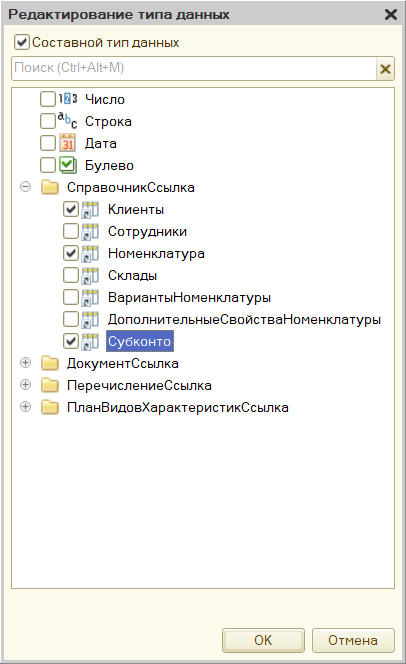 Редактирование типа данных
Составной тип данных
Поиск (Ctrl+Alt+M)
Число
Строка
Дата
Булево
СправочникСсылка
Клиенты
Сотрудники
Номенклатура
Склады
ВариантыНоменклатуры
ДополнительныеСвойстваНоменклатуры
Субконто
ДокументСсылка
ПеречислениеСсылка
ПланВидовХарактеристикСсылка
ОК Отмена